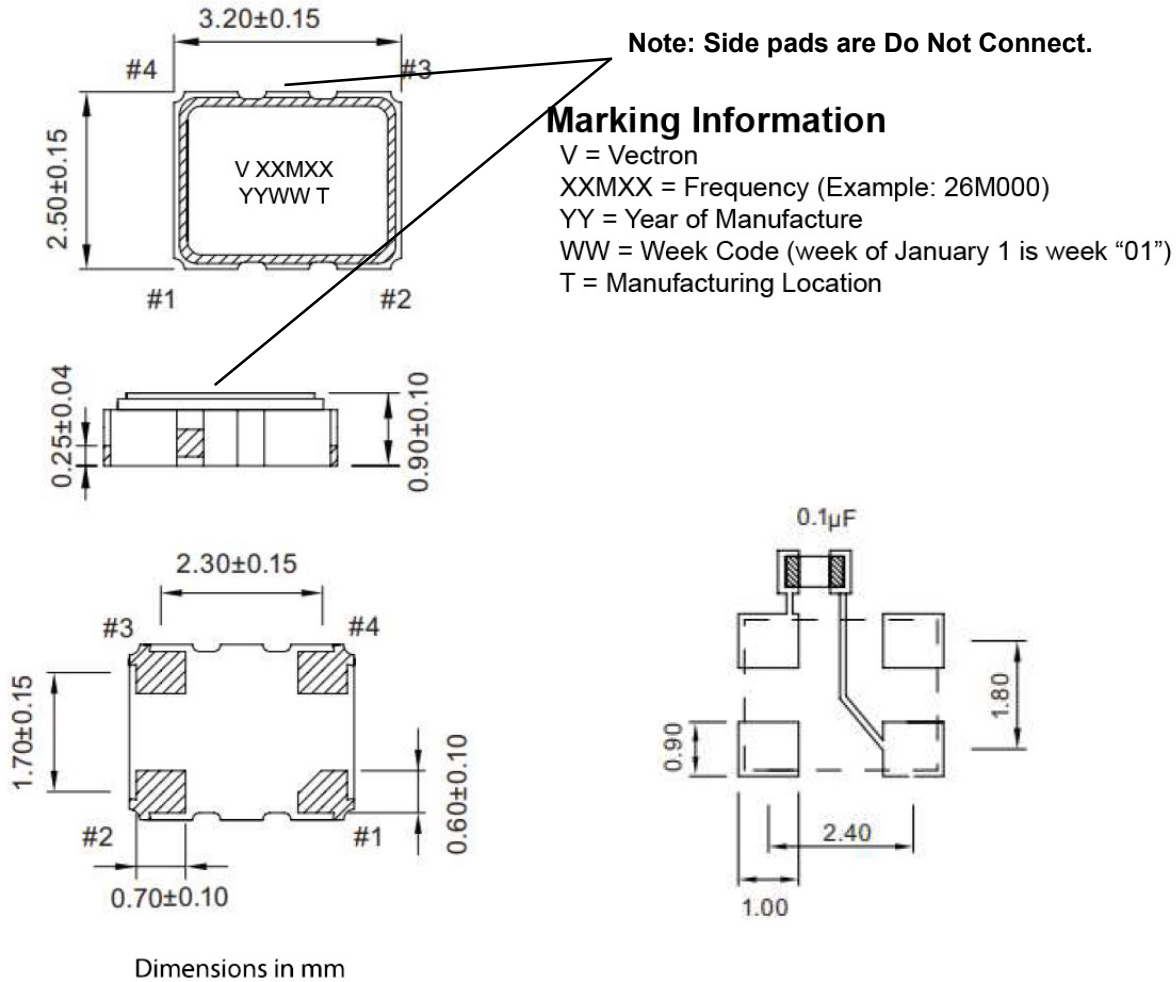 3.20±0.15
Note: Side pads are Do Not Connect.
#4
#3
2.50±0.15
V XXMXX
YYWW T
#1
#2
Marking Information
V = Vectron
XXMXX = Frequency (Example: 26M000)
YY = Year of Manufacture
WW = Week Code (week of January 1 is week “01”)
T = Manufacturing Location
0.25±0.04
0.90±0.10
2.30±0.15
#3
#4
1.70±0.15
0.60±0.10
#2
#1
0.70±0.10
0.1µF
0.90
1.80
2.40
1.00
Dimensions in mm